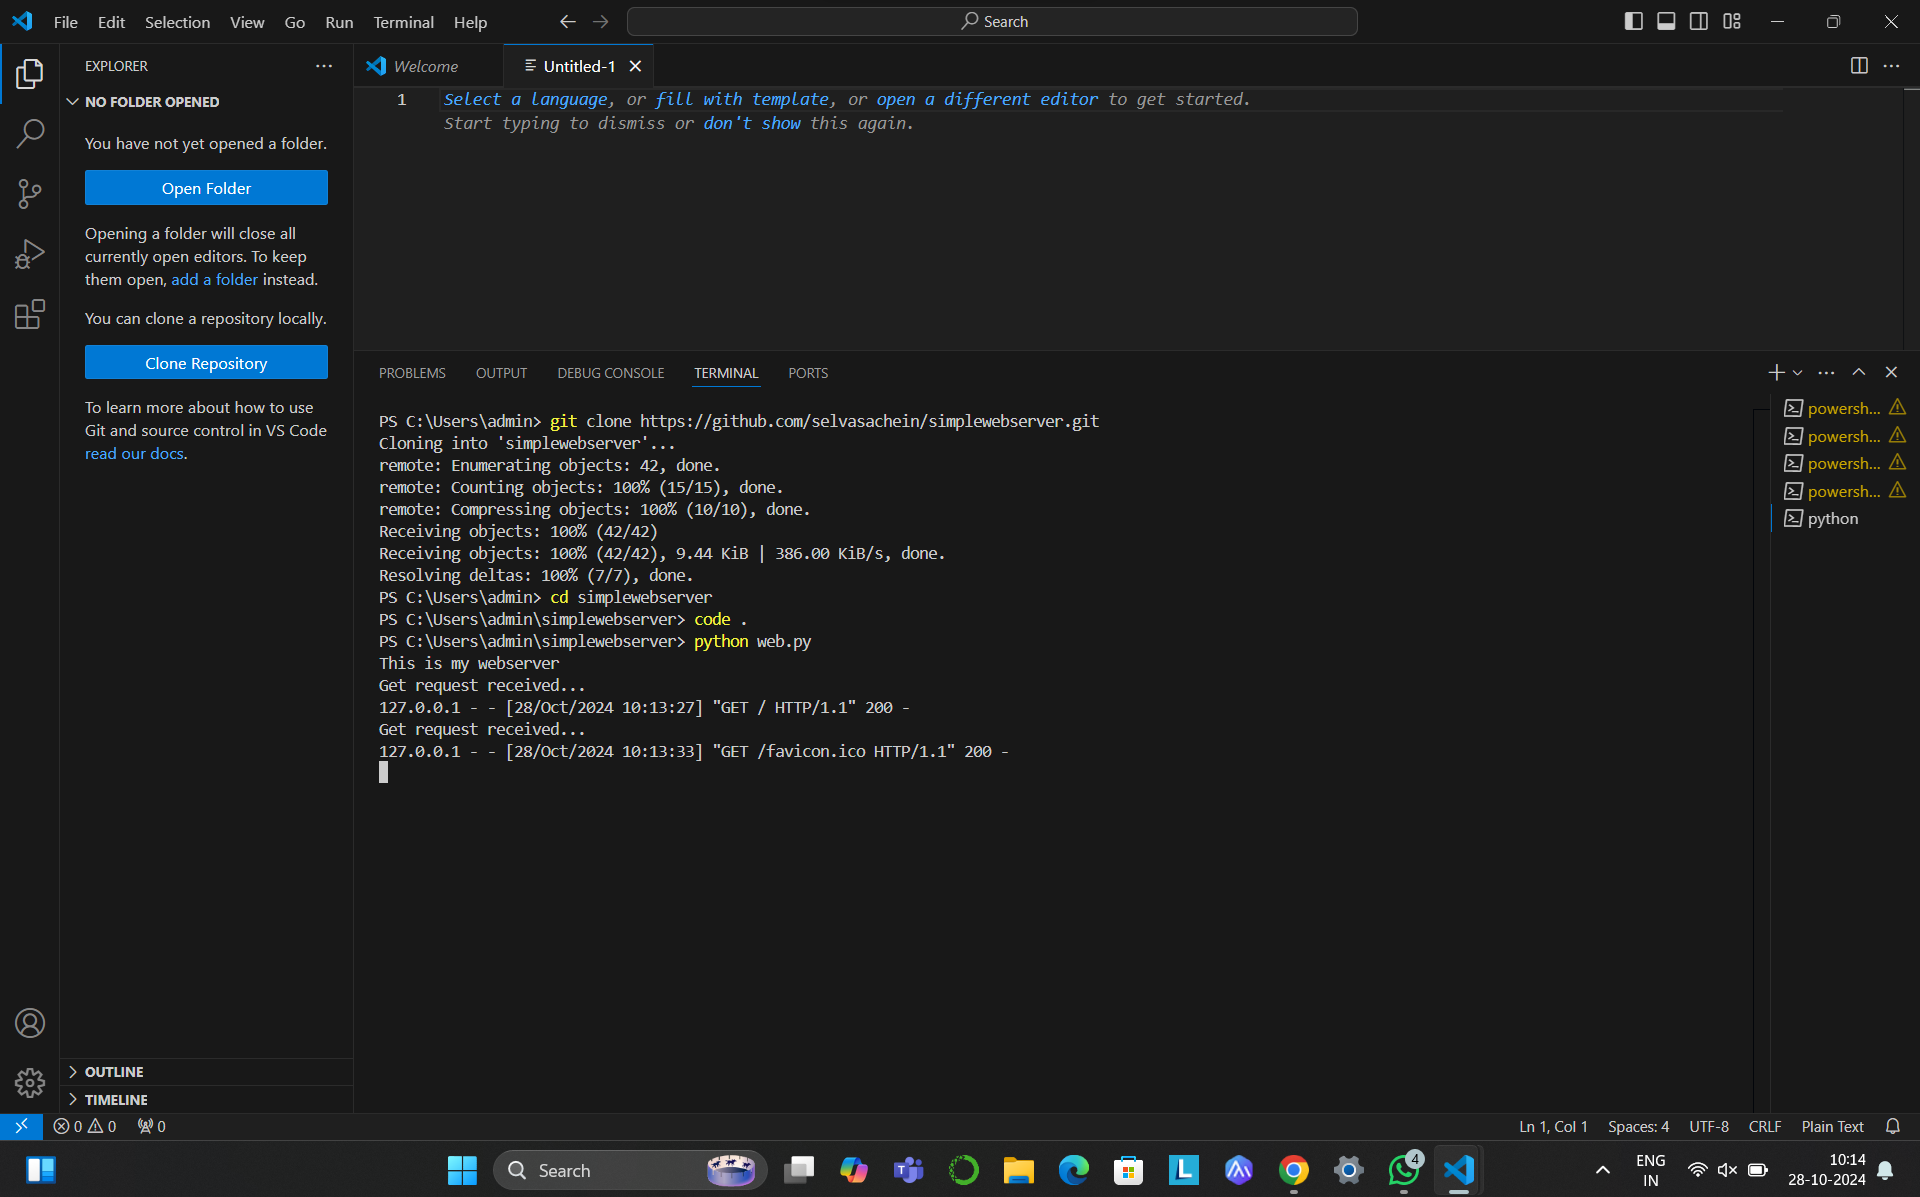 File Edit Selection View Go Run Terminal Help
Search
EXPLORER
Welcome
Untitled-1
NO FOLDER OPENED
You have not yet opened a folder.
Open Folder
Opening a folder will close all
currently open editors. To keep
them open, add a folder instead.
You can clone a repository locally.
Clone Repository
To learn more about how to use
Git and source control in VS Code
read our docs.
OUTLINE
TIMELINE
1 Select a language, or fill with template, or open a different editor to get started.
Start typing to dismiss or don't show this again.
PROBLEMS OUTPUT DEBUG CONSOLE TERMINAL PORTS
PS C:\Users\admin> git clone https://github.com/selvasachein/simplewebserver.git
Cloning into 'simplewebserver'...
remote: Enumerating objects: 42, done.
remote: Counting objects: 100% (15/15), done.
remote: Compressing objects: 100% (10/10), done.
Receiving objects: 100% (42/42)
Receiving objects: 100% (42/42), 9.44 KiB | 386.00 KiB/s, done.
Resolving deltas: 100% (7/7), done.
PS C:\Users\admin> cd simplewebserver
PS C:\Users\admin\simplewebserver> code .
PS C:\Users\admin\simplewebserver> python web.py
This is my webserver
Get request received...
127.0.0.1 - - [28/Oct/2024 10:13:27] "GET / HTTP/1.1" 200 -
Get request received...
127.0.0.1 - - [28/Oct/2024 10:13:33] "GET /favicon.ico HTTP/1.1" 200 -
powersh...
powersh...
powersh...
powersh...
python
0 0 0
Ln 1, Col 1 Spaces: 4 UTF-8 CRLF Plain Text
Search
L
4
ENG
IN
10:14
28-10-2024